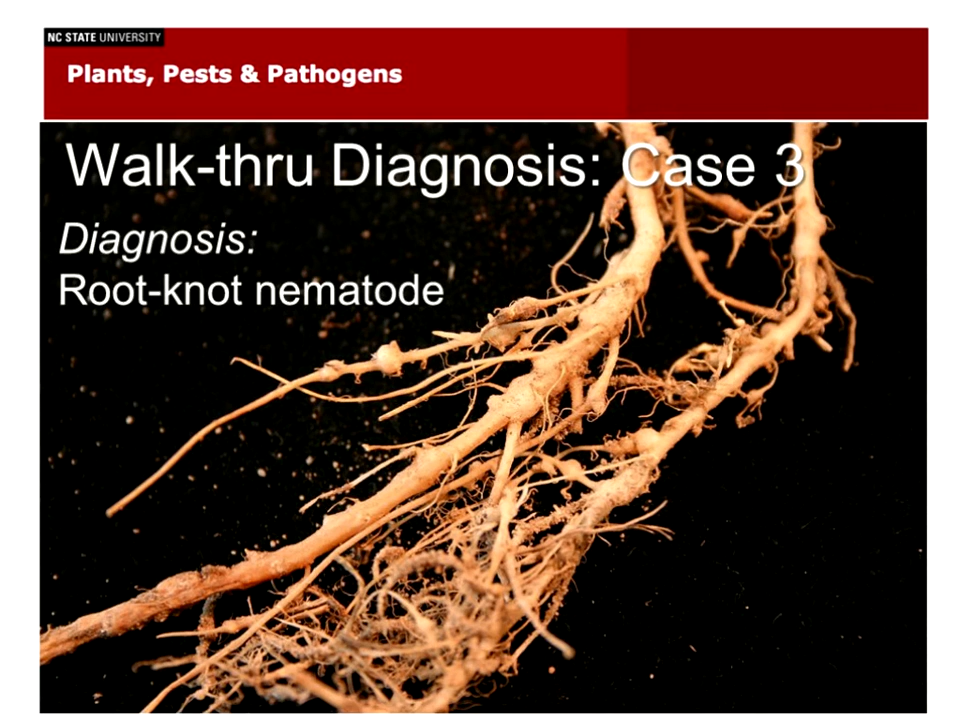 NC STATE UNIVERSITY
Plants, Pests & Pathogens
Walk-thru Diagnosis: Case 3
Diagnosis:
Root-knot nematode